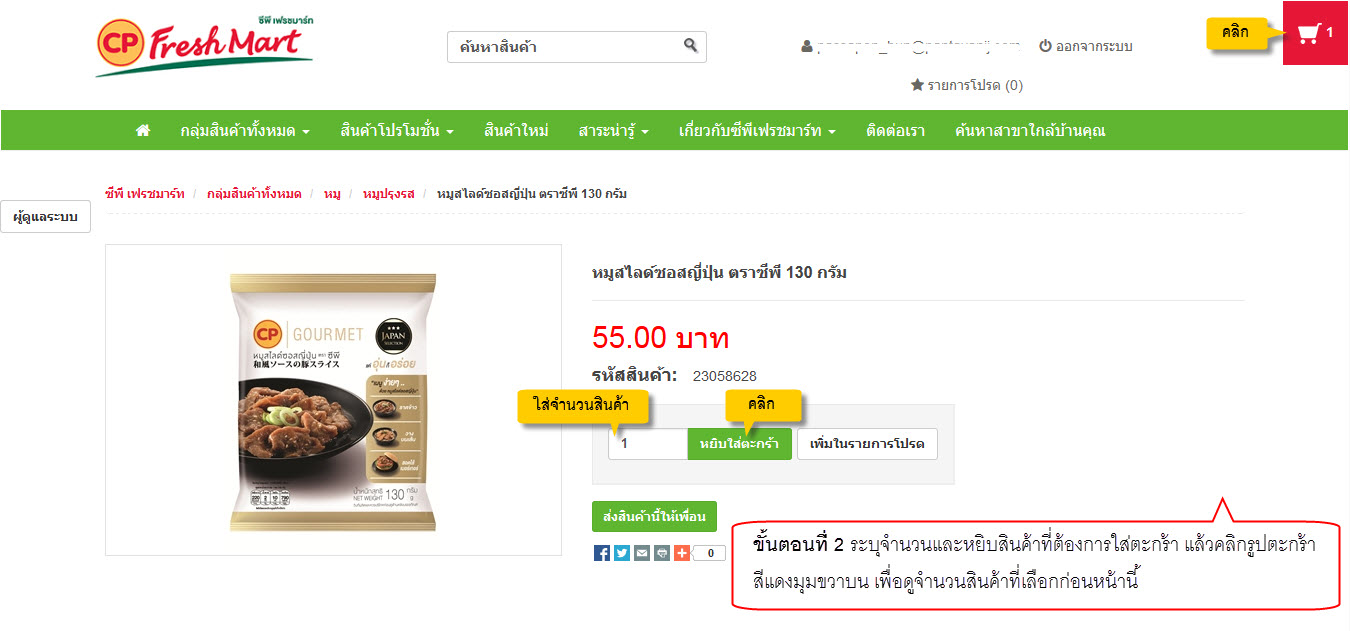 ซีพี เฟรชมาร์ท
CP FreshMart
ค้นหาสินค้า
ออกจากระบบ
คลิก
1
รายการโปรด (0)
กลุ่มสินค้าทั้งหมด
สินค้าโปรโมชั่น
สินค้าใหม่
สาระน่ารู้
เกี่ยวกับซีพีเฟรชมาร์ท
ติดต่อเรา
ค้นหาสาขาใกล้บ้านคุณ
ซีพี เฟรชมาร์ท / กลุ่มสินค้าทั้งหมด / หมู / หมูปรุงรส / หมูสไลด์ซอสญี่ปุ่น ตราซีพี 130 กรัม
ผู้ดูแลระบบ
CP GOURMET
JAPAN
SELECTION
หมูสไลด์ซอสญี่ปุ่น ตรา ซีพี
和風ソースの豚スライス
อุ่น อร่อย
น้ำหนักสุทธิ 130 กรัม
NET WEIGHT g
หมูสไลด์ซอสญี่ปุ่น ตราซีพี 130 กรัม
55.00 บาท
รหัสสินค้า: 23058628
ใส่จำนวนสินค้า
คลิก
1
หยิบใส่ตะกร้า
เพิ่มในรายการโปรด
ส่งสินค้านี้ให้เพื่อน
0
ขั้นตอนที่ 2 ระบุจำนวนและหยิบสินค้าที่ต้องการใส่ตะกร้า แล้วคลิกรูปตะกร้า
สีแดงมุมขวาบน เพื่อดูจำนวนสินค้าที่เลือกก่อนหน้านี้